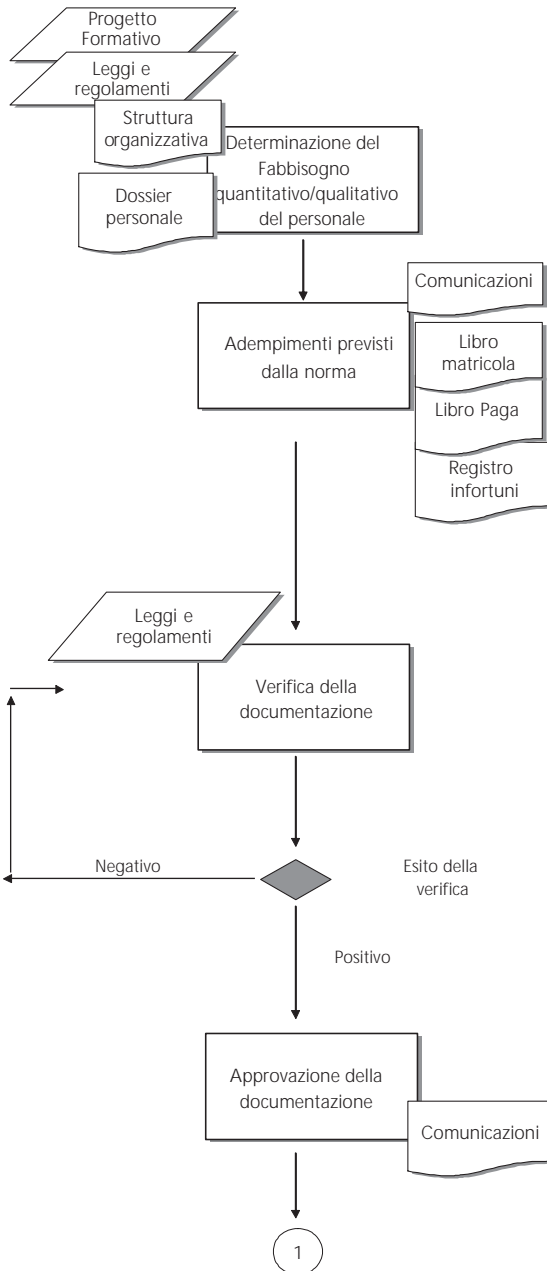 Progetto
Formativo
Leggi e
regolamenti
Struttura
organizzativa
Determinazione del
Fabbisogno
quantitativo/qualitativo
del personale
Dossier
personale
Comunicazioni
Adempimenti previsti
dalla norma
Libro
matricola
Libro Paga
Registro
infortuni
Leggi e
regolamenti
Verifica della
documentazione
Negativo
Esito della
verifica
Positivo
Approvazione della
documentazione
Comunicazioni
1